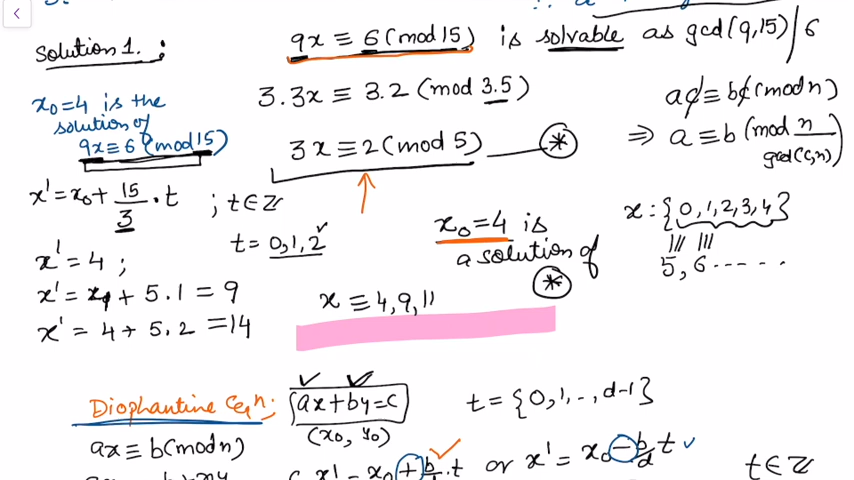 Solution 1. :
9x ≡ 6 (mod 15) is solvable as gcd(9,15)/6
x₀=4 is the
solution of
9x≡6 (mod 15)
3.3x ≡ 3.2 (mod 3.5)
3x ≡ 2 (mod 5) — *
ac ≡ bc (mod n)
⇒ a ≡ b (mod n/gcd(c,n))
x' = x₀ + 15/3 . t ; t∈ℤ
t = 0,1,2 ✓
x' = 4 ;
x' = 4 + 5.1 = 9
x' = 4 + 5.2 = 14
x₀=4 is
a solution of
*
x : {0,1,2,3,4}
5, 6 ......
x ≡ 4, 9, 11
Diophantine Eqⁿ: ax + by = c
(x₀, y₀)
t = {0, 1, .., d-1}
ax ≡ b (mod n)
x' = x₀ + b/d . t or x' = x₀ - b/d t ✓
t ∈ ℤ